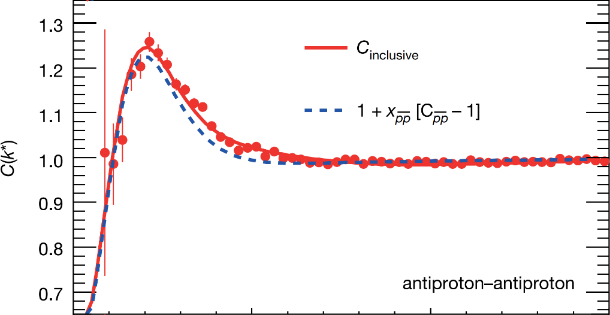 1.3
C_inclusive
1.2
1 + x_p̅p̅ [C_p̅p̅ – 1]
1.1
C(k*)
1.0
0.9
0.8
antiproton–antiproton
0.7